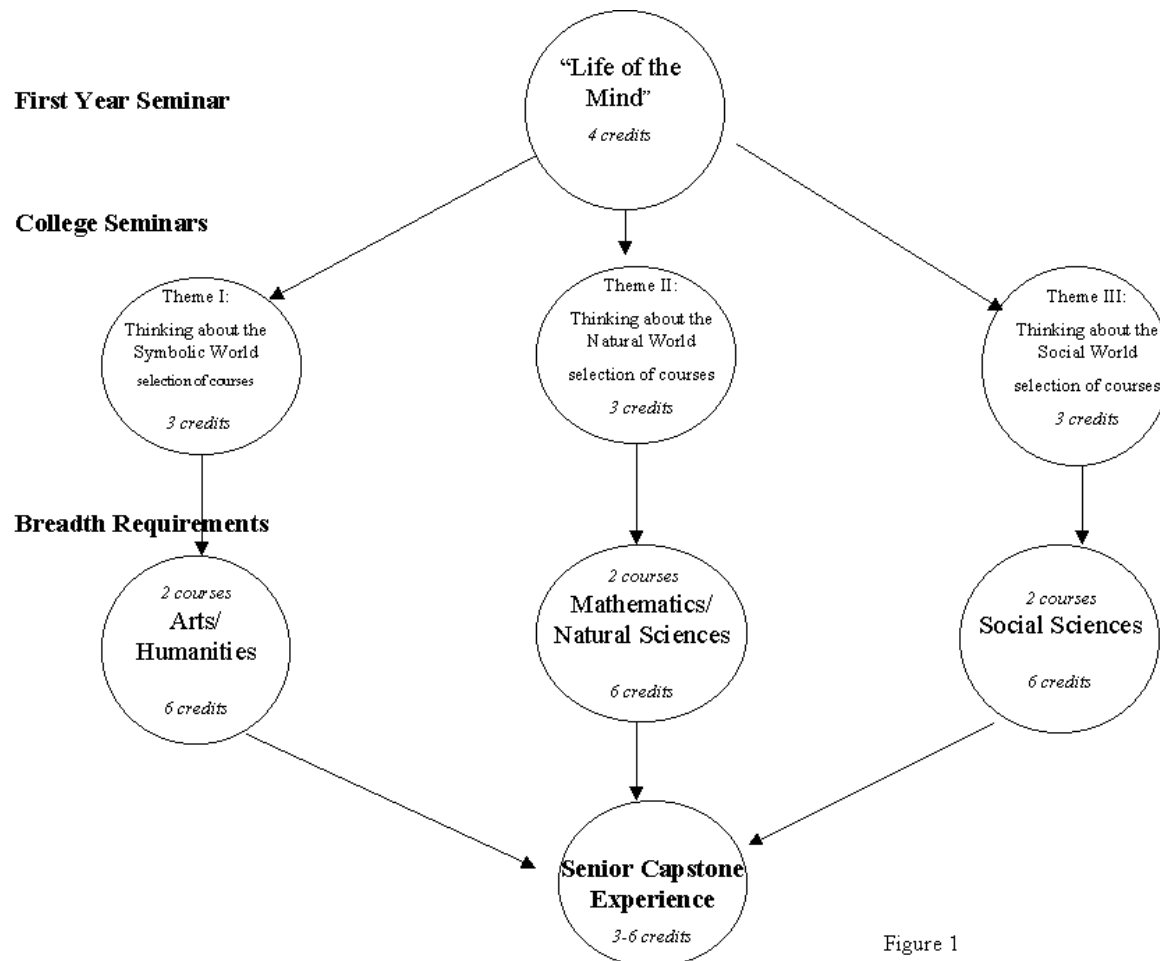 “Life of the
Mind”
4 credits
First Year Seminar
College Seminars
Theme I:
Thinking about the
Symbolic World
selection of courses
3 credits
Theme II:
Thinking about the
Natural World
selection of courses
3 credits
Theme III:
Thinking about the
Social World
selection of courses
3 credits
Breadth Requirements
2 courses
Arts/
Humanities
6 credits
2 courses
Mathematics/
Natural Sciences
6 credits
2 courses
Social Sciences
6 credits
Senior Capstone
Experience
3-6 credits
Figure 1